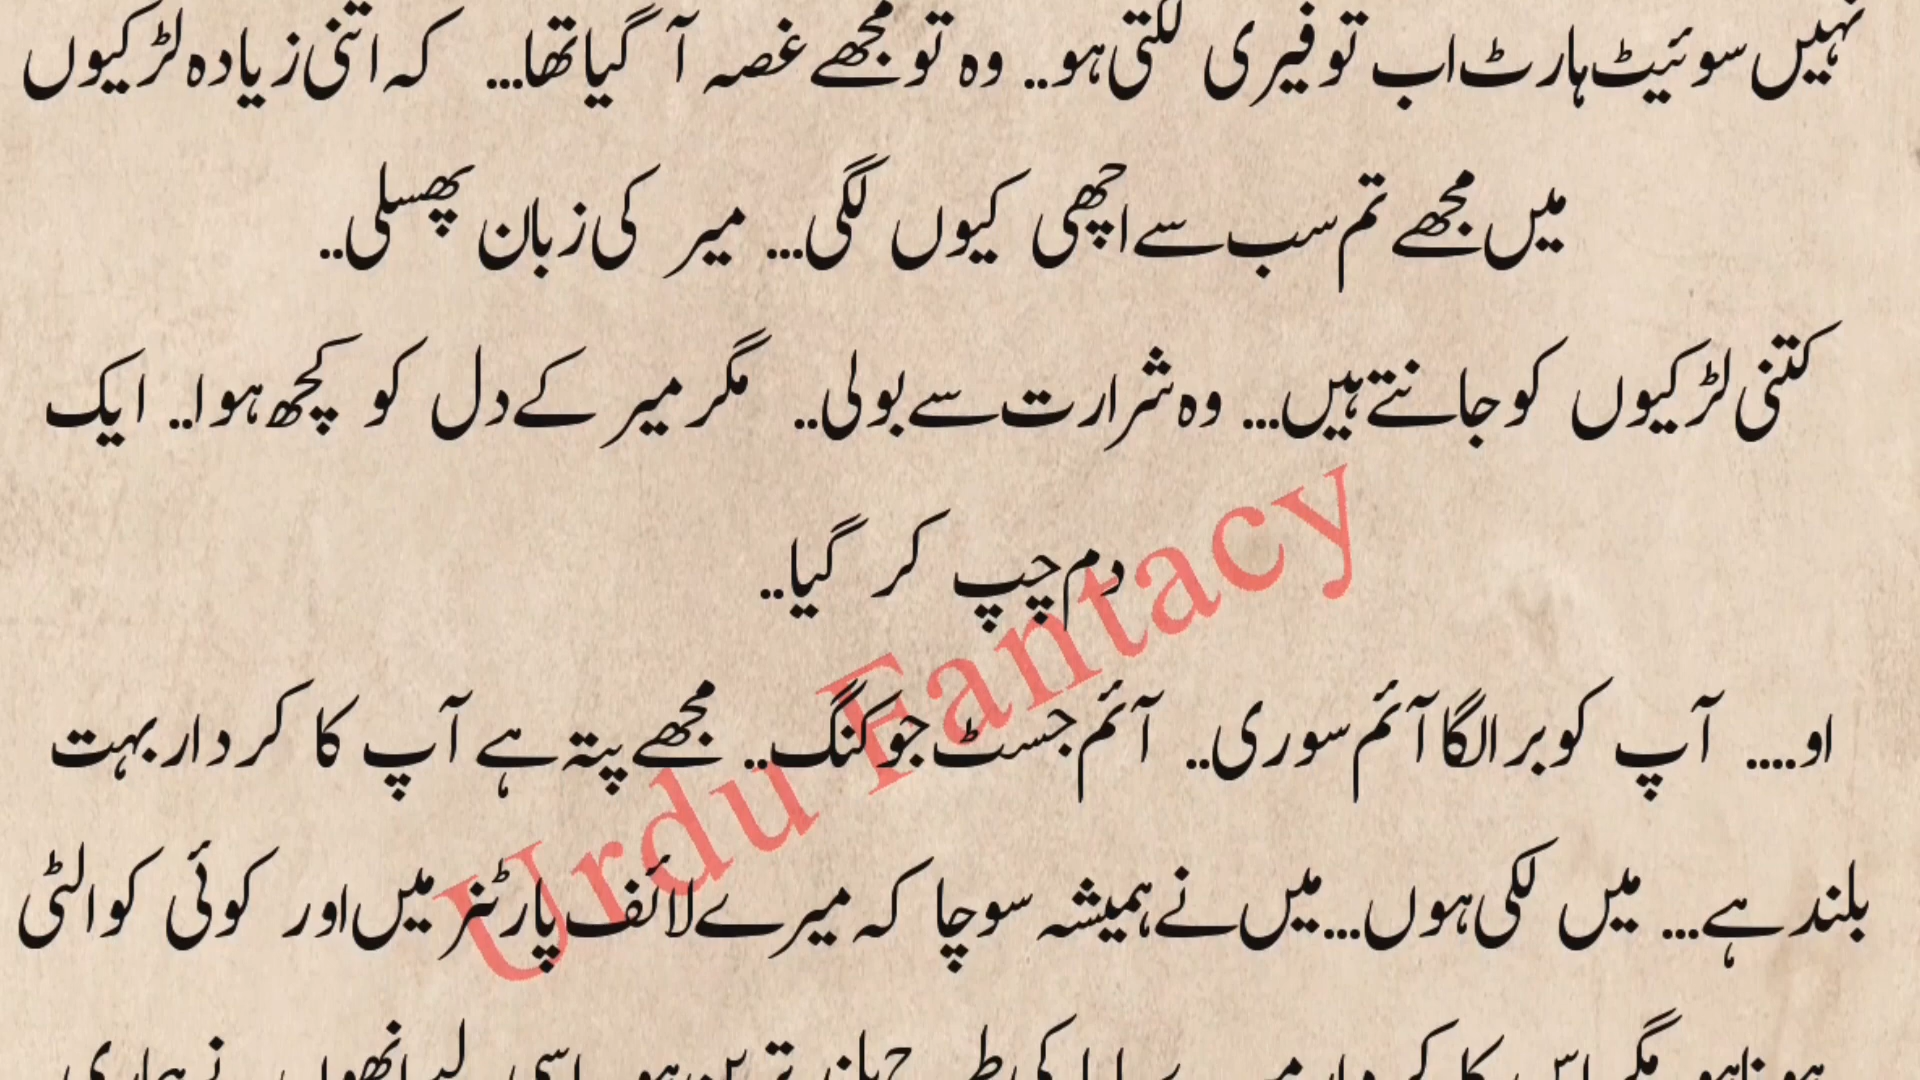 نہیں سوئیٹ ہارٹ اب تو فیری لگتی ہو.. وہ تو مجھے غصہ آ گیا تھا... کہ اتنی زیادہ لڑکیوں
میں مجھے تم سب سے اچھی کیوں لگی... میر کی زبان پھسلی..
کتنی لڑکیوں کو جانتے ہیں... وہ شرارت سے بولی.. مگر میر کے دل کو کچھ ہوا.. ایک
دم چپ کر گیا..
او.... آپ کو برا لگا آئم سوری.. آئم جسٹ جوکنگ.. مجھے پتہ ہے آپ کا کردار بہت
بلند ہے... میں لکی ہوں... میں نے ہمیشہ سوچا کہ میرے لائف پارٹنر میں اور کوئی کوالٹی
Urdu Fantacy